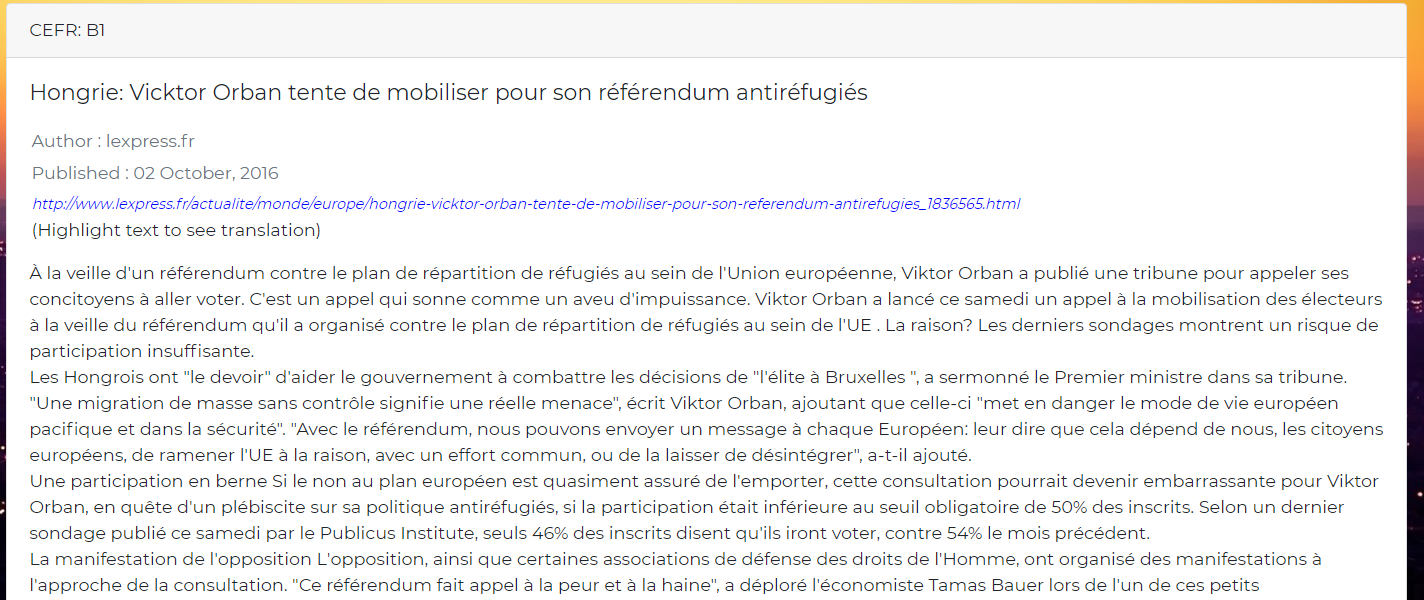 CEFR: B1
Hongrie: Vicktor Orban tente de mobiliser pour son référendum antiréfugiés
Author : lexpress.fr
Published : 02 October, 2016
http://www.lexpress.fr/actualite/monde/europe/hongrie-vicktor-orban-tente-de-mobiliser-pour-son-referendum-antirefugies_1836565.html
(Highlight text to see translation)
À la veille d'un référendum contre le plan de répartition de réfugiés au sein de l'Union européenne, Viktor Orban a publié une tribune pour appeler ses
concitoyens à aller voter. C'est un appel qui sonne comme un aveu d'impuissance. Viktor Orban a lancé ce samedi un appel à la mobilisation des électeurs
à la veille du référendum qu'il a organisé contre le plan de répartition de réfugiés au sein de l'UE . La raison? Les derniers sondages montrent un risque de
participation insuffisante.
Les Hongrois ont "le devoir" d'aider le gouvernement à combattre les décisions de "l'élite à Bruxelles ", a sermonné le Premier ministre dans sa tribune.
"Une migration de masse sans contrôle signifie une réelle menace", écrit Viktor Orban, ajoutant que celle-ci "met en danger le mode de vie européen
pacifique et dans la sécurité". "Avec le référendum, nous pouvons envoyer un message à chaque Européen: leur dire que cela dépend de nous, les citoyens
européens, de ramener l'UE à la raison, avec un effort commun, ou de la laisser de désintégrer", a-t-il ajouté.
Une participation en berne Si le non au plan européen est quasiment assuré de l'emporter, cette consultation pourrait devenir embarrassante pour Viktor
Orban, en quête d'un plébiscite sur sa politique antiréfugiés, si la participation était inférieure au seuil obligatoire de 50% des inscrits. Selon un dernier
sondage publié ce samedi par le Publicus Institute, seuls 46% des inscrits disent qu'ils iront voter, contre 54% le mois précédent.
La manifestation de l'opposition L'opposition, ainsi que certaines associations de défense des droits de l'Homme, ont organisé des manifestations à
l'approche de la consultation. "Ce référendum fait appel à la peur et à la haine", a déploré l'économiste Tamas Bauer lors de l'un de ces petits